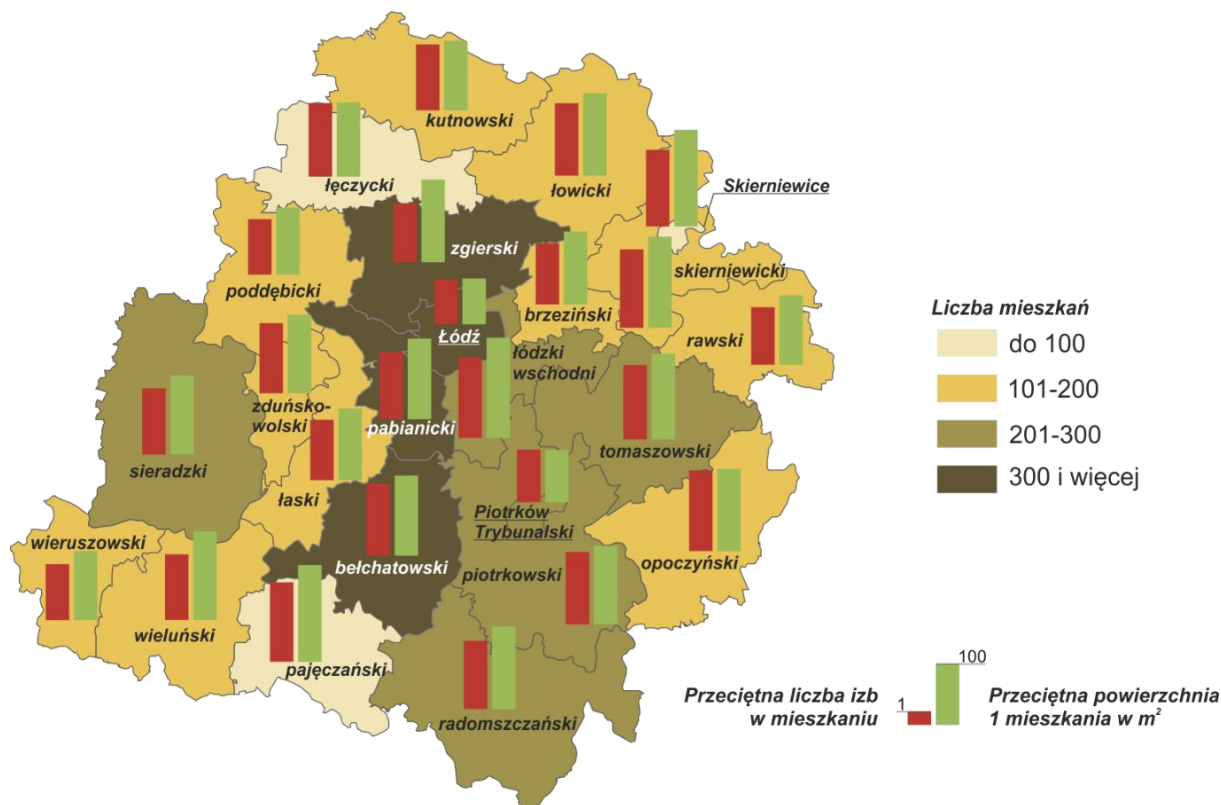 kutnowski
łęczycki
łowicki
Skierniewice
zgierski
skierniewicki
poddębicki
brzeziński
rawski
Łódź
łódzki
wschodni
zduńsko-
wolski
pabianicki
tomaszowski
sieradzki
łaski
Piotrków
Trybunalski
wieruszowski
bełchatowski
piotrkowski
opoczyński
wieluński
pajęczański
radomszczański
Liczba mieszkań
do 100
101-200
201-300
300 i więcej
100
1
Przeciętna liczba izb
w mieszkaniu
Przeciętna powierzchnia
1 mieszkania w m²